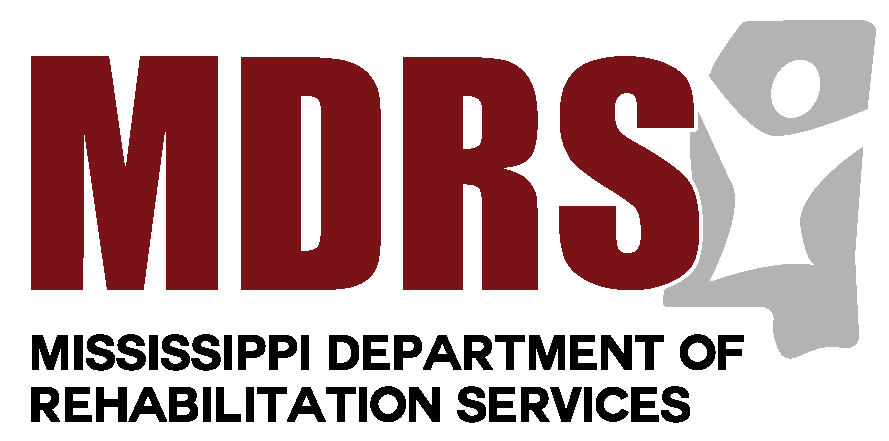 MDRS
MISSISSIPPI DEPARTMENT OF
REHABILITATION SERVICES